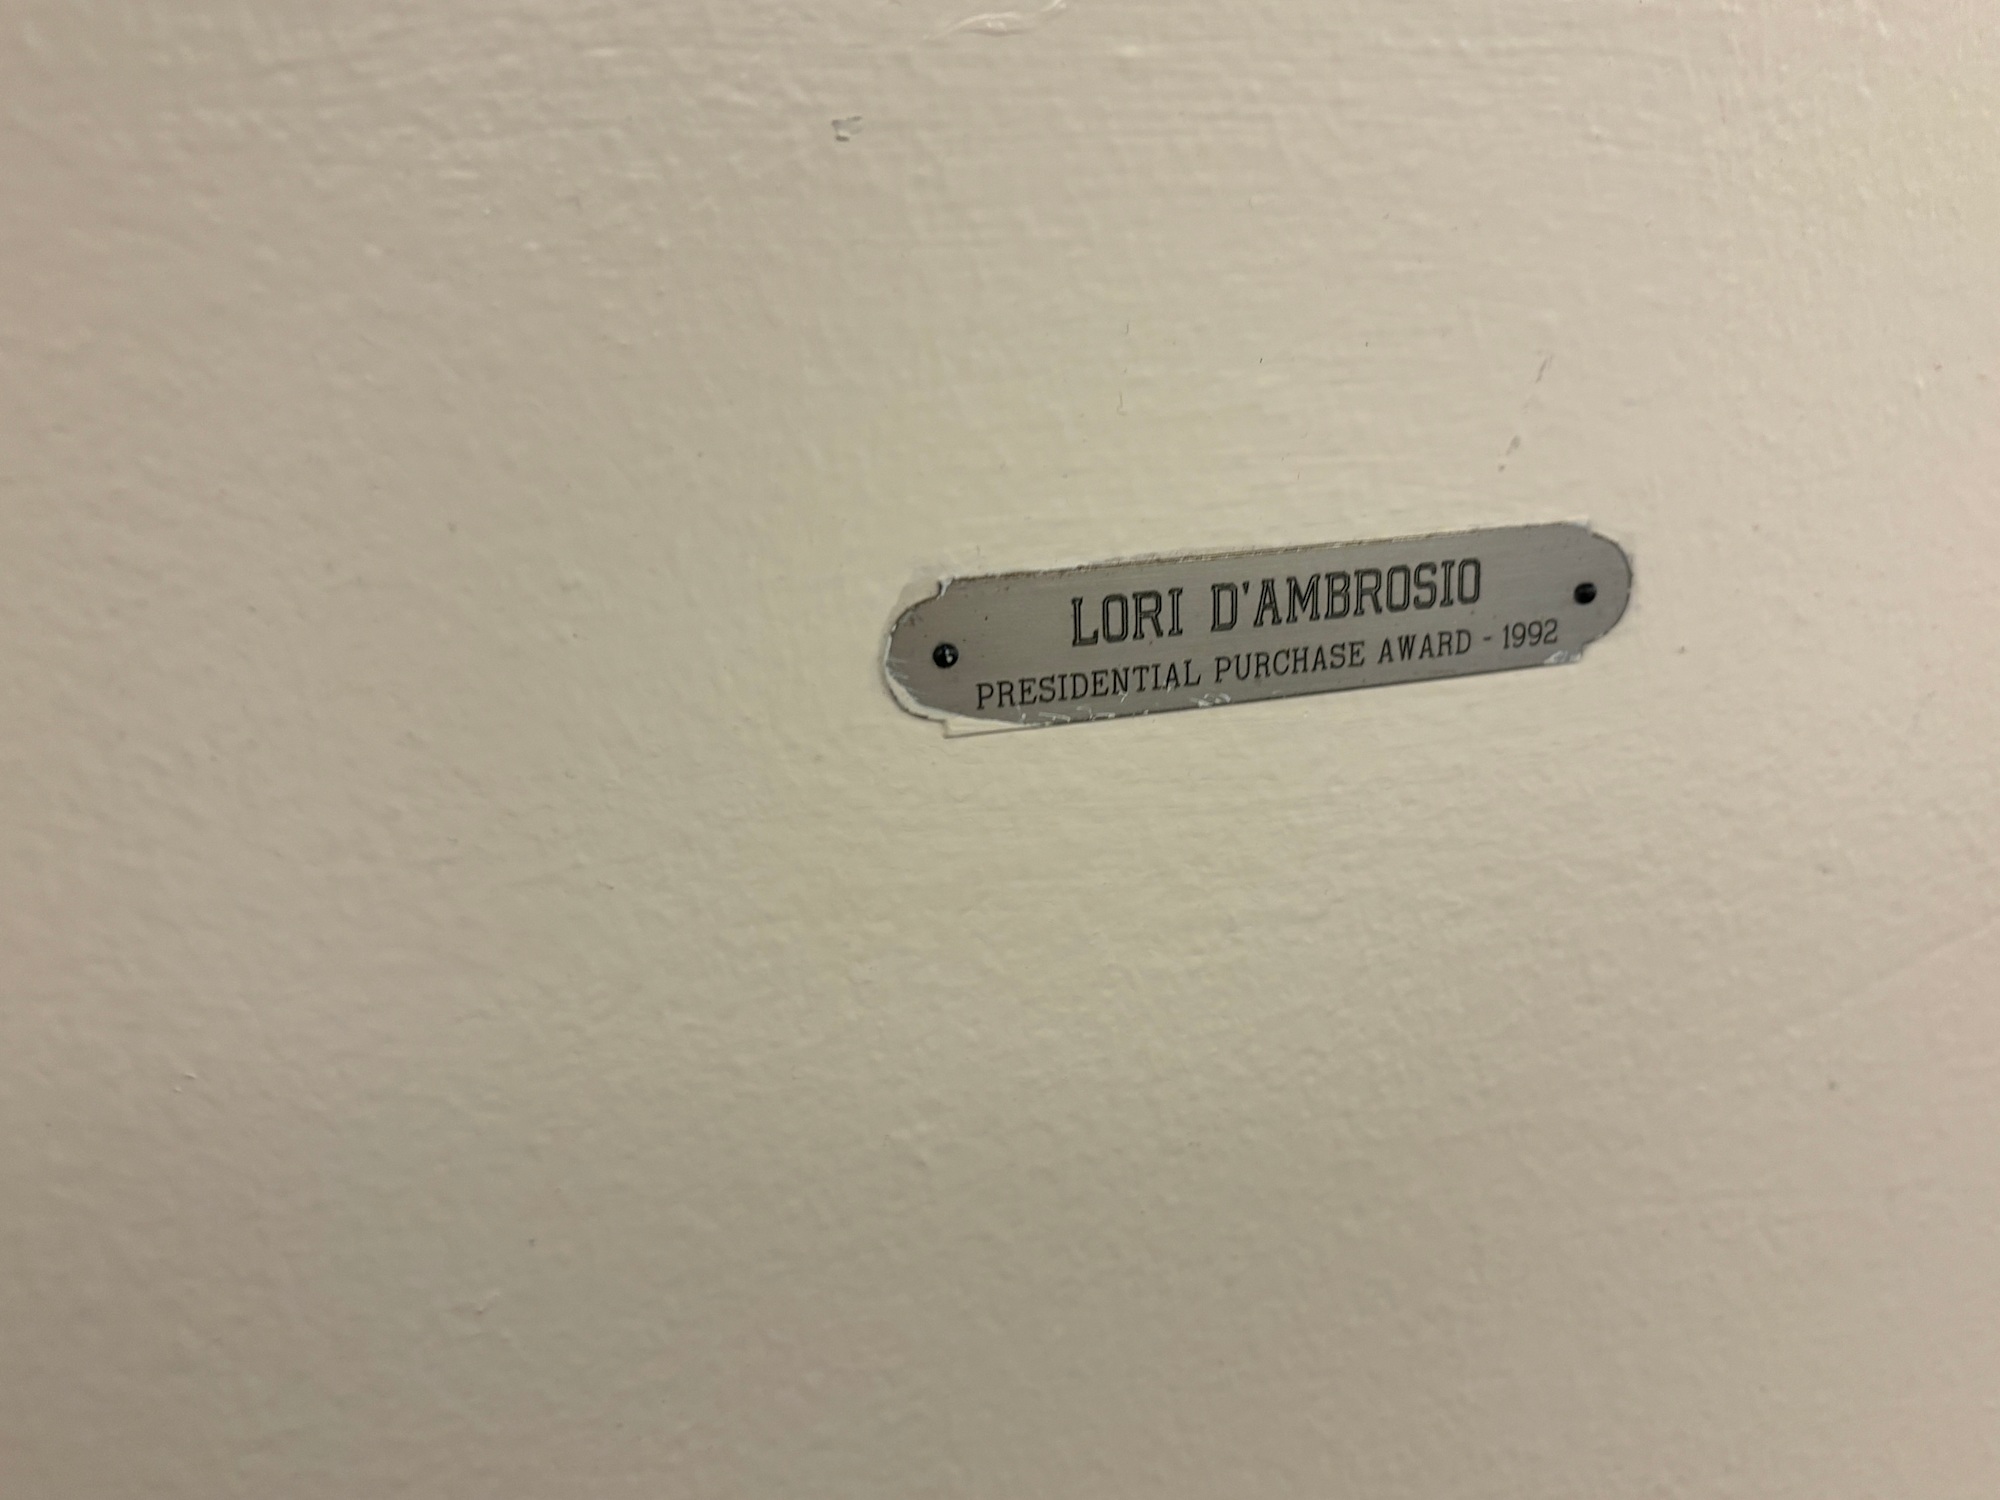 LORI D'AMBROSIO
PRESIDENTIAL PURCHASE AWARD - 1992